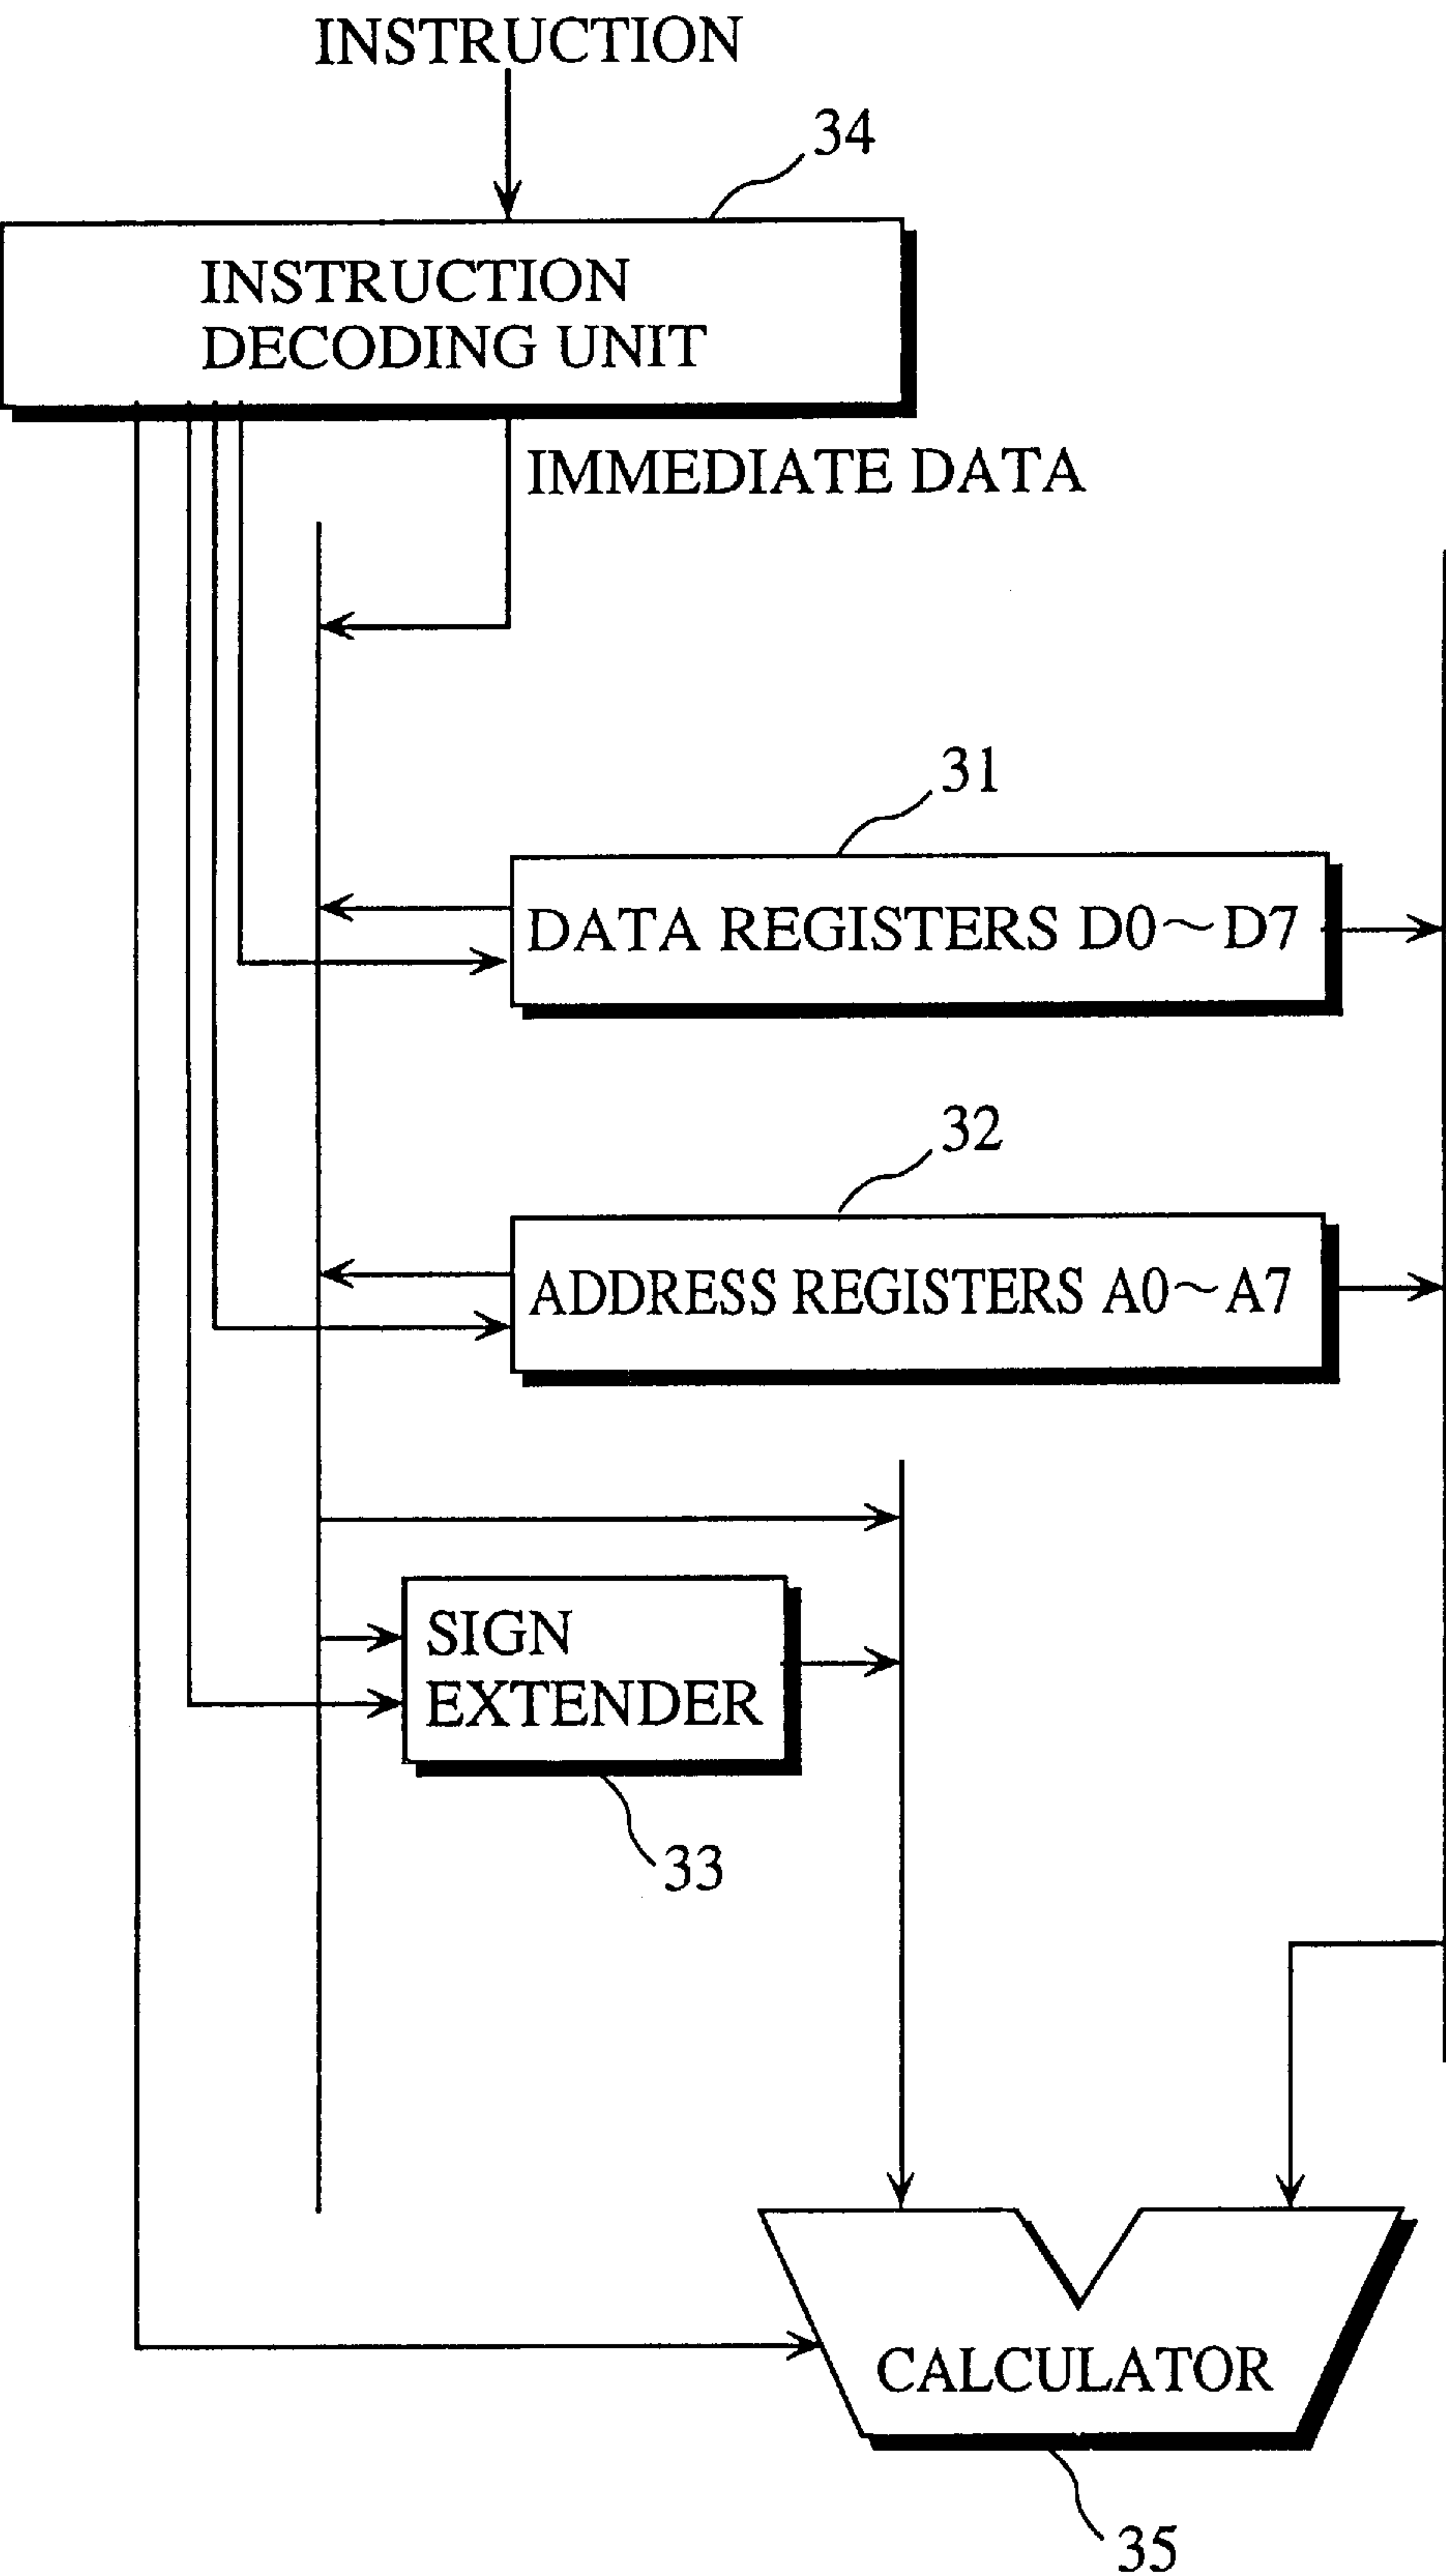 INSTRUCTION
34
INSTRUCTION
DECODING UNIT
IMMEDIATE DATA
31
DATA REGISTERS D0～D7
32
ADDRESS REGISTERS A0～A7
SIGN
EXTENDER
33
CALCULATOR
35